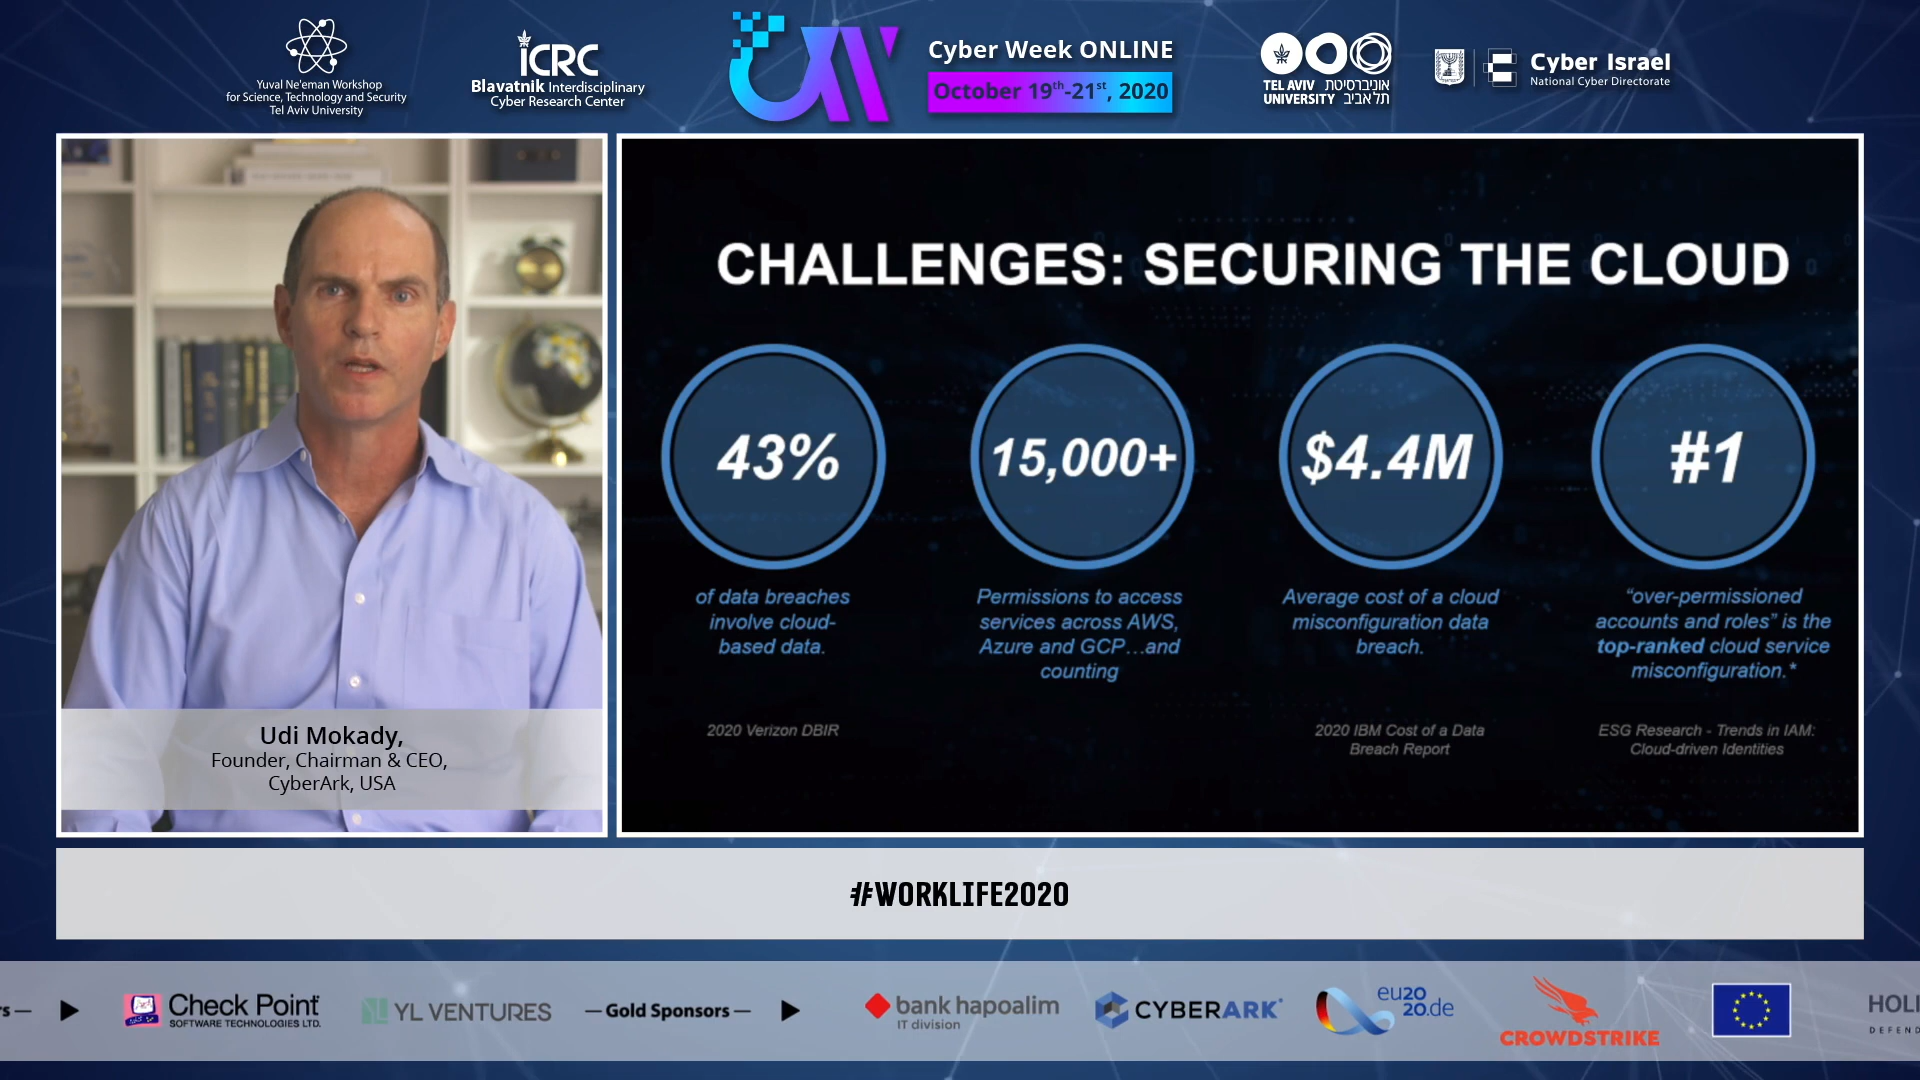 Yuval Ne'eman Workshop
for Science, Technology and Security
Tel Aviv University
iCRC
Blavatnik Interdisciplinary
Cyber Research Center
Cyber Week ONLINE
October 19th-21st, 2020
TEL AVIV אוניברסיטת
UNIVERSITY תל אביב
Cyber Israel
National Cyber Directorate
CHALLENGES: SECURING THE CLOUD
43%
of data breaches
involve cloud-
based data.
2020 Verizon DBIR
15,000+
Permissions to access
services across AWS,
Azure and GCP…and
counting
$4.4M
Average cost of a cloud
misconfiguration data
breach.
2020 IBM Cost of a Data
Breach Report
#1
“over-permissioned
accounts and roles” is the
top-ranked cloud service
misconfiguration.*
ESG Research - Trends in IAM:
Cloud-driven Identities
Udi Mokady,
Founder, Chairman & CEO,
CyberArk, USA
#WORKLIFE2020
Check Point
SOFTWARE TECHNOLOGIES LTD.
YL VENTURES
— Gold Sponsors —
bank hapoalim
IT division
CYBERARK®
eu20
20.de
CROWDSTRIKE
HOLI
DEFEND